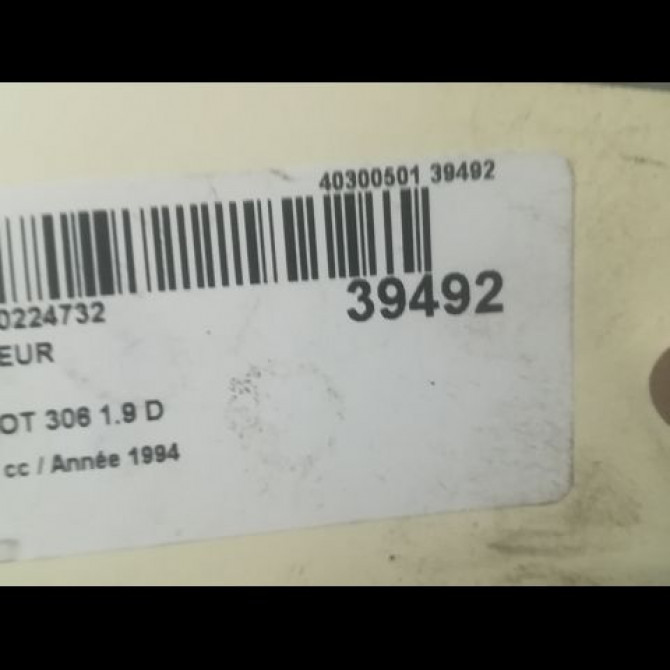 40300501 39492
0224732
39492
EUR
OT 306 1.9 D
cc / Année 1994